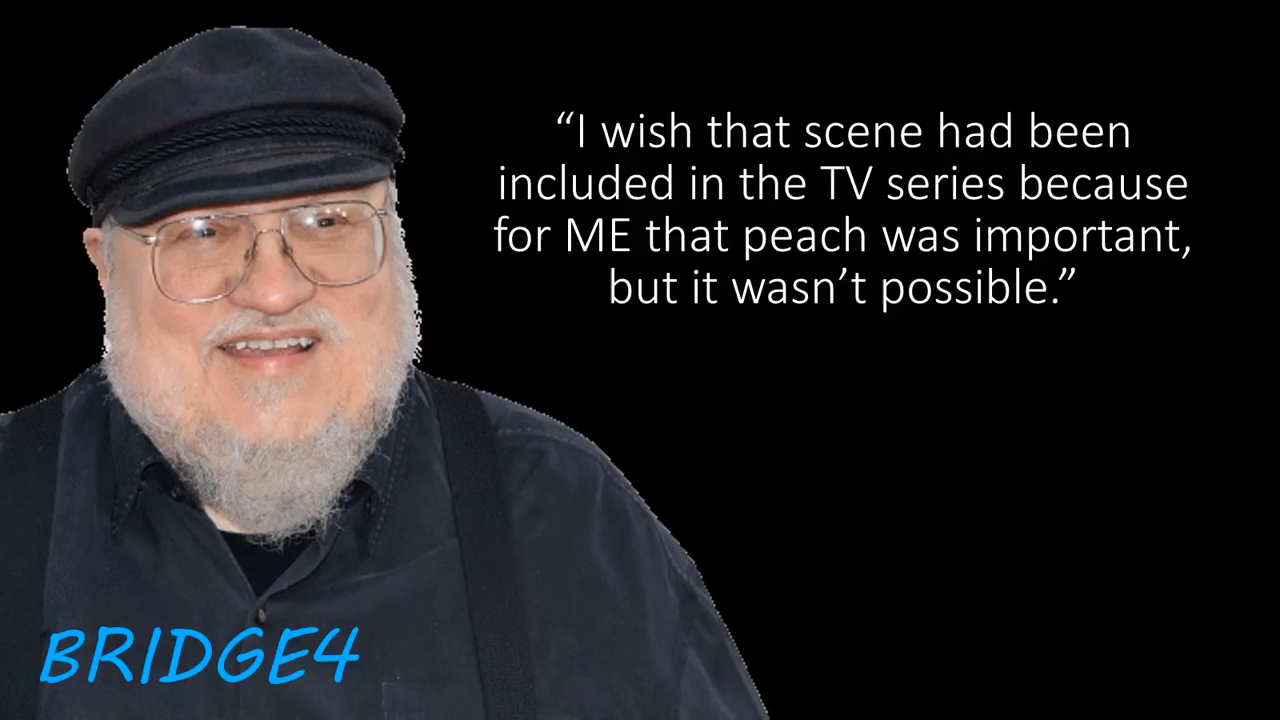 “I wish that scene had been
included in the TV series because
for ME that peach was important,
but it wasn’t possible.”
BRIDGE4